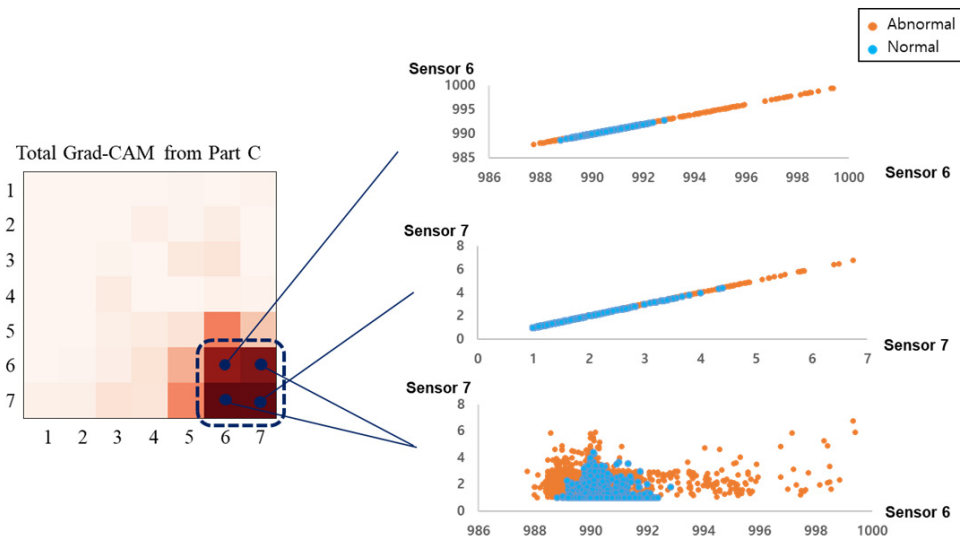 Abnormal
Normal
Sensor 6
1000
995
990
985
986 988 990 992 994 996 998 1000
Sensor 6
Total Grad-CAM from Part C
1
2
3
4
5
6
7
1 2 3 4 5 6 7
Sensor 7
8
6
4
2
0
0 1 2 3 4 5 6 7
Sensor 7
Sensor 7
8
6
4
2
0
986 988 990 992 994 996 998 1000
Sensor 6